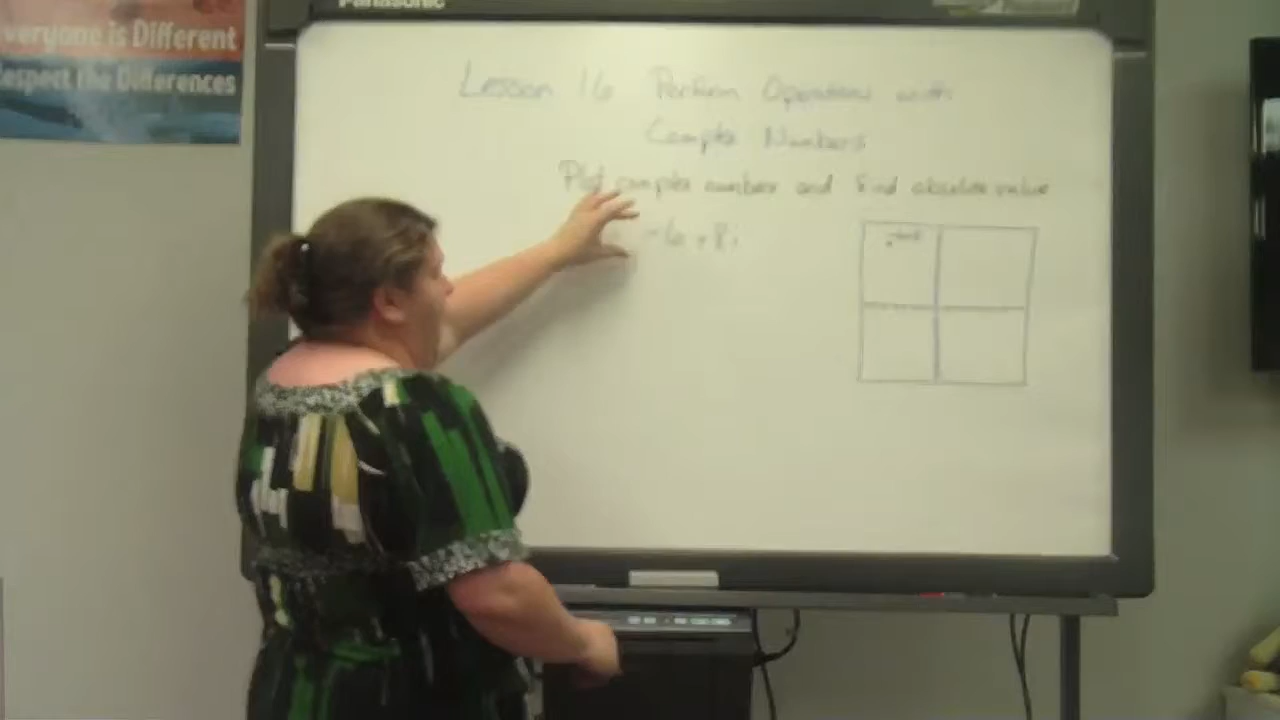 Panasonic
Everyone is Different
Respect the Differences
Lesson 16 Perform Operations with
Complex Numbers
Plot complex number and find absolute value
-6+8i